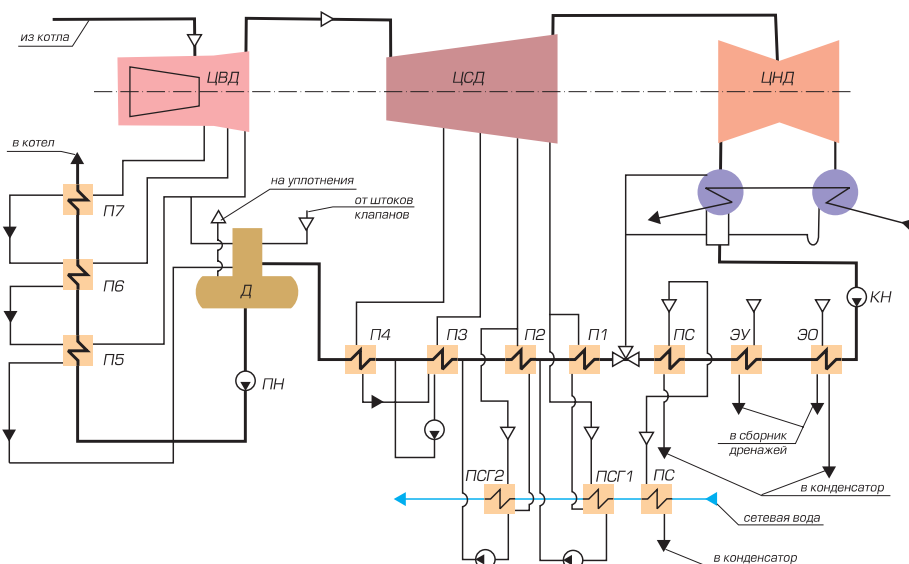 из котла
ЦВД
ЦСД
ЦНД
в котел
на уплотнения
от штоков
клапанов
П7
П6
П5
Д
ПН
КН
П4
П3
П2
П1
ПС
ЭУ
ЭО
в сборник
дренажей
ПСГ2
ПСГ1
ПС
в конденсатор
сетевая вода
в конденсатор